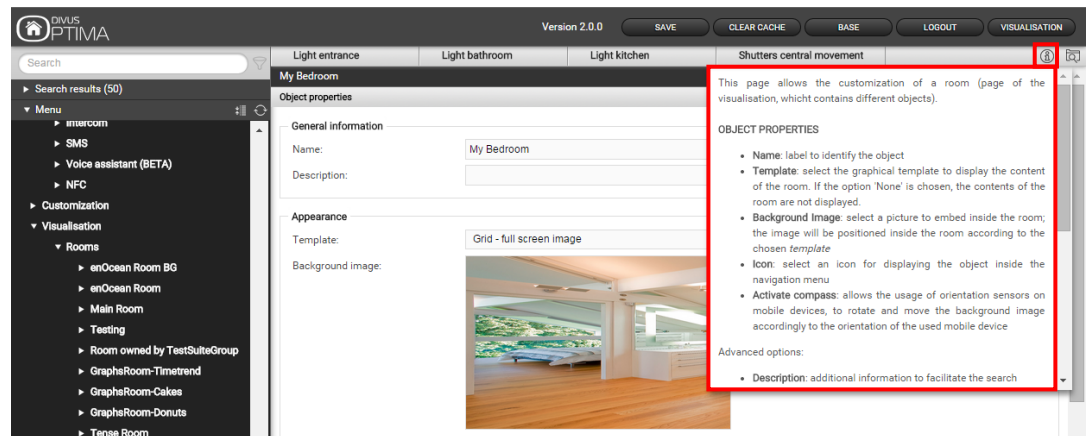 DIVUS
OPTIMA
Version 2.0.0
SAVE
CLEAR CACHE
BASE
LOGOUT
VISUALISATION
Search
Search results (50)
Menu
Intercom
SMS
Voice assistant (BETA)
NFC
Customization
Visualisation
Rooms
enOcean Room BG
enOcean Room
Main Room
Testing
Room owned by TestSuiteGroup
GraphsRoom-Timetrend
GraphsRoom-Cakes
GraphsRoom-Donuts
Tense Room
Light entrance
Light bathroom
Light kitchen
Shutters central movement
My Bedroom
Object properties
General information
Name:
My Bedroom
Description:
Appearance
Template:
Grid - full screen image
Background image:
This page allows the customization of a room (page of the
visualisation, whicht contains different objects).
OBJECT PROPERTIES
• Name: label to identify the object
• Template: select the graphical template to display the content
of the room. If the option 'None' is chosen, the contents of the
room are not displayed.
• Background Image: select a picture to embed inside the room;
the image will be positioned inside the room according to the
chosen template
• Icon: select an icon for displaying the object inside the
navigation menu
• Activate compass: allows the usage of orientation sensors on
mobile devices, to rotate and move the background image
accordingly to the orientation of the used mobile device
Advanced options:
• Description: additional information to facilitate the search